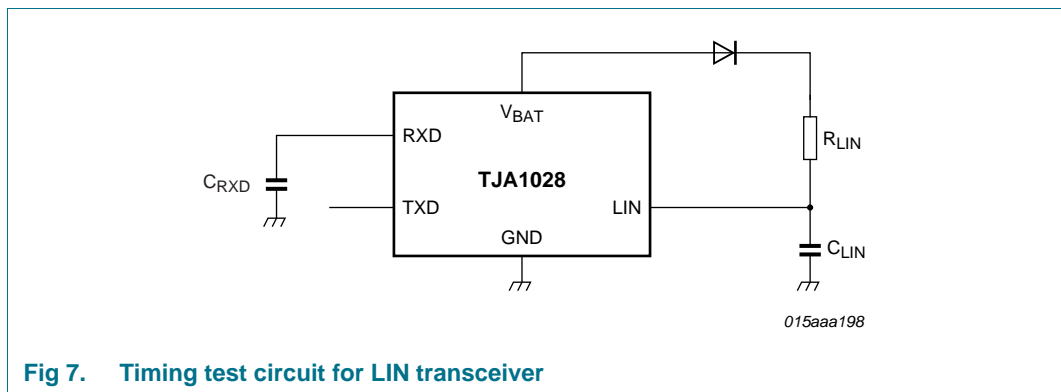 VBAT
RXD
RLIN
CRXD
TJA1028
TXD
LIN
GND
CLIN
015aaa198
Fig 7. Timing test circuit for LIN transceiver